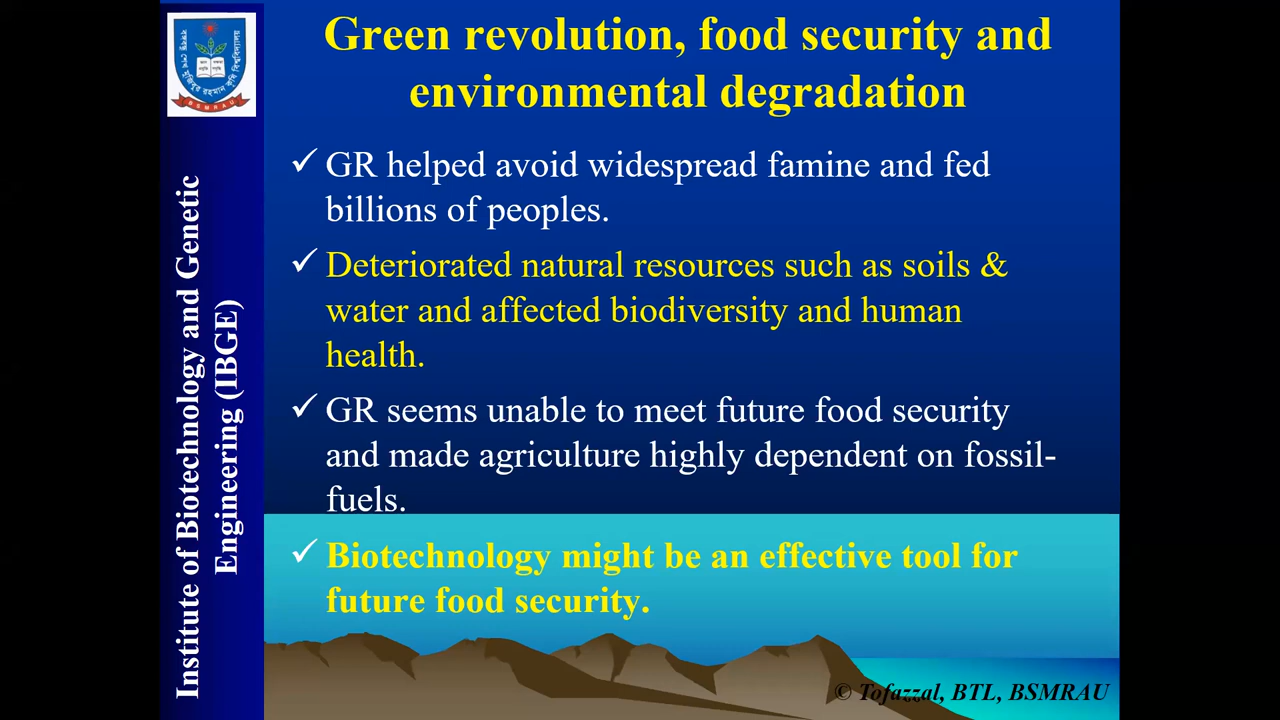 Green revolution, food security and
environmental degradation
✓ GR helped avoid widespread famine and fed
billions of peoples.
✓ Deteriorated natural resources such as soils &
water and affected biodiversity and human
health.
✓ GR seems unable to meet future food security
and made agriculture highly dependent on fossil-
fuels.
✓ Biotechnology might be an effective tool for
future food security.
Institute of Biotechnology and Genetic
Engineering (IBGE)
BSMRAU
© Tofazzal, BTL, BSMRAU